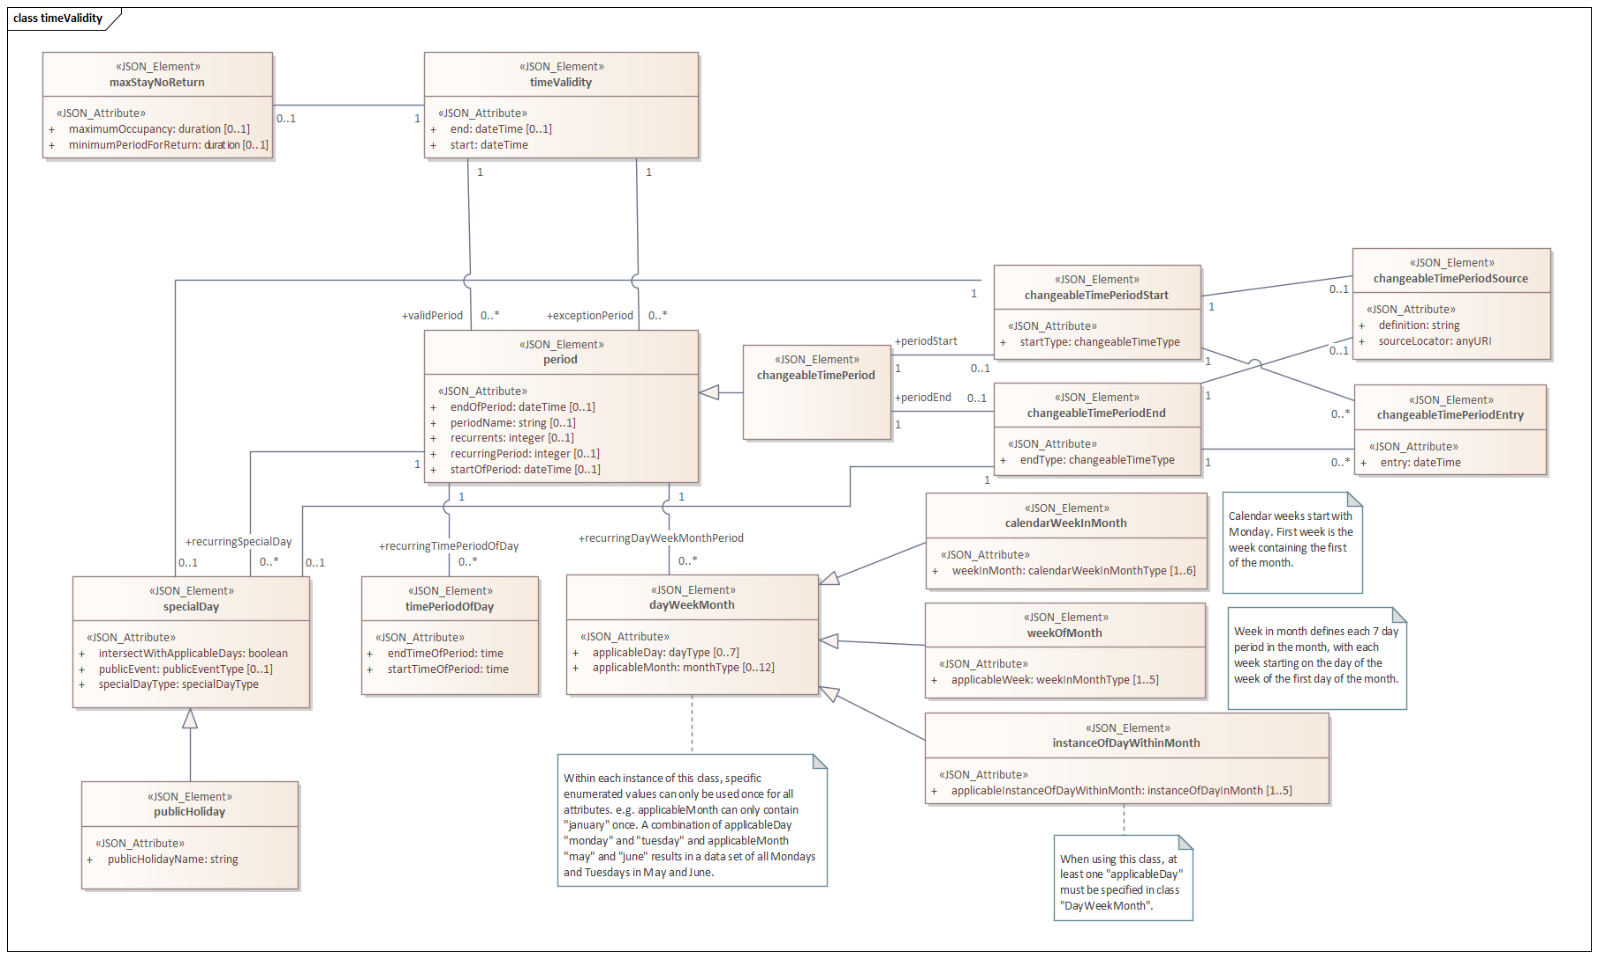 class timeValidity
«JSON_Element»
maxStayNoReturn
«JSON_Attribute»
+ maximumOccupancy: duration [0..1]
+ minimumPeriodForReturn: duration [0..1]
0..1
1
«JSON_Element»
timeValidity
«JSON_Attribute»
+ end: dateTime [0..1]
+ start: dateTime
1
1
+validPeriod
0..*
+exceptionPeriod
0..*
«JSON_Element»
period
«JSON_Attribute»
+ endOfPeriod: dateTime [0..1]
+ periodName: string [0..1]
+ recurrents: integer [0..1]
+ recurringPeriod: integer [0..1]
+ startOfPeriod: dateTime [0..1]
«JSON_Element»
changeableTimePeriod
+periodStart
1
0..1
+periodEnd
0..1
1
1
«JSON_Element»
changeableTimePeriodStart
«JSON_Attribute»
+ startType: changeableTimeType
1
0..1
«JSON_Element»
changeableTimePeriodSource
«JSON_Attribute»
+ definition: string
+ sourceLocator: anyURI
1
0..1
«JSON_Element»
changeableTimePeriodEnd
«JSON_Attribute»
+ endType: changeableTimeType
1
0..*
«JSON_Element»
changeableTimePeriodEntry
«JSON_Attribute»
+ entry: dateTime
1
0..*
1
1
1
1
+recurringSpecialDay
0..1
0..*
0..1
+recurringTimePeriodOfDay
0..*
+recurringDayWeekMonthPeriod
0..*
«JSON_Element»
specialDay
«JSON_Attribute»
+ intersectWithApplicableDays: boolean
+ publicEvent: publicEventType [0..1]
+ specialDayType: specialDayType
«JSON_Element»
timePeriodOfDay
«JSON_Attribute»
+ endTimeOfPeriod: time
+ startTimeOfPeriod: time
«JSON_Element»
dayWeekMonth
«JSON_Attribute»
+ applicableDay: dayType [0..7]
+ applicableMonth: monthType [0..12]
«JSON_Element»
calendarWeekInMonth
«JSON_Attribute»
+ weekInMonth: calendarWeekInMonthType [1..6]
Calendar weeks start with
Monday. First week is the
week containing the first
of the month.
«JSON_Element»
weekOfMonth
«JSON_Attribute»
+ applicableWeek: weekInMonthType [1..5]
Week in month defines each 7 day
period in the month, with each
week starting on the day of the
week of the first day of the month.
«JSON_Element»
instanceOfDayWithinMonth
«JSON_Attribute»
+ applicableInstanceOfDayWithinMonth: instanceOfDayInMonth [1..5]
«JSON_Element»
publicHoliday
«JSON_Attribute»
+ publicHolidayName: string
Within each instance of this class, specific
enumerated values can only be used once for all
attributes. e.g. applicableMonth can only contain
"january" once. A combination of applicableDay
"monday" and "tuesday" and applicableMonth
"may" and "june" results in a data set of all Mondays
and Tuesdays in May and June.
When using this class, at
least one "applicableDay"
must be specified in class
"DayWeekMonth".